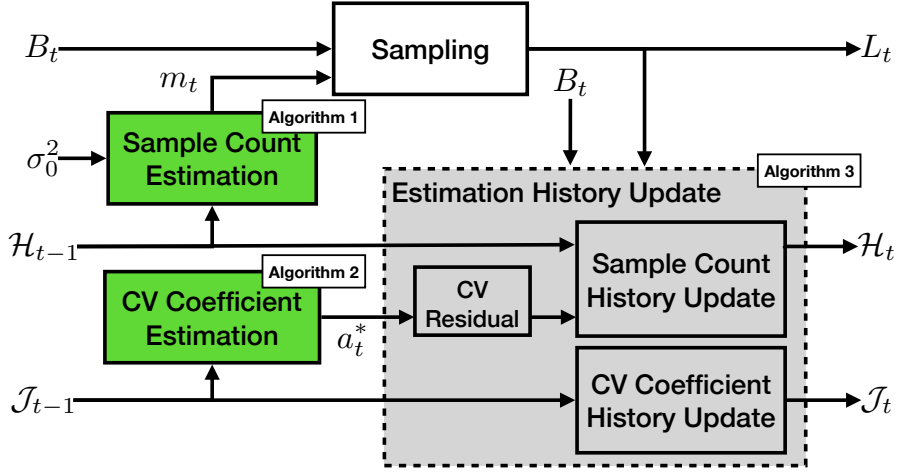 B_t
Sampling
L_t
m_t
B_t
Algorithm 1
Sample Count
Estimation
σ_0^2
Algorithm 3
Estimation History Update
ℋ_{t−1}
Sample Count
History Update
ℋ_t
Algorithm 2
CV Coefficient
Estimation
a_t^*
CV
Residual
𝒥_{t−1}
CV Coefficient
History Update
𝒥_t